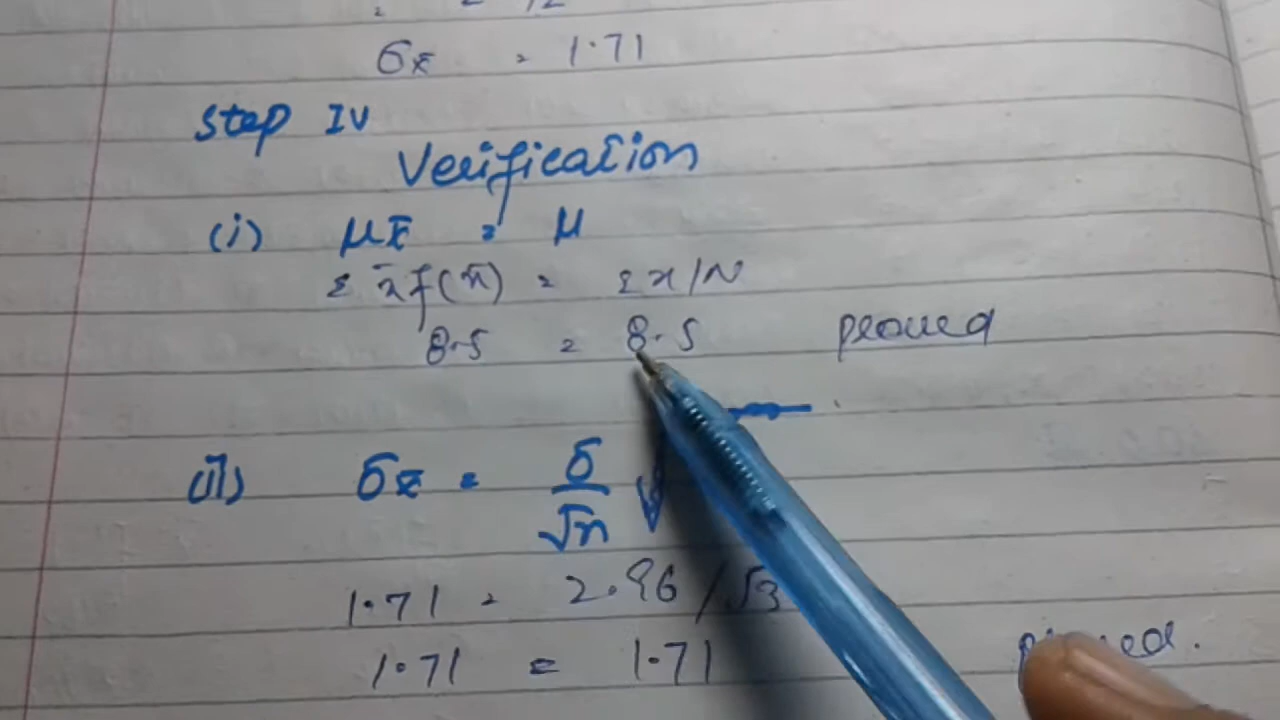 σx̄ = 1.71
Step IV
Verification
(i) μx̄ = μ
Σ x̄ f(x̄) = Σx/N
8.5 = 8.5 proved
(ii) σx̄ = σ/√n
1.71 = 2.96/√3
1.71 = 1.71 proved.